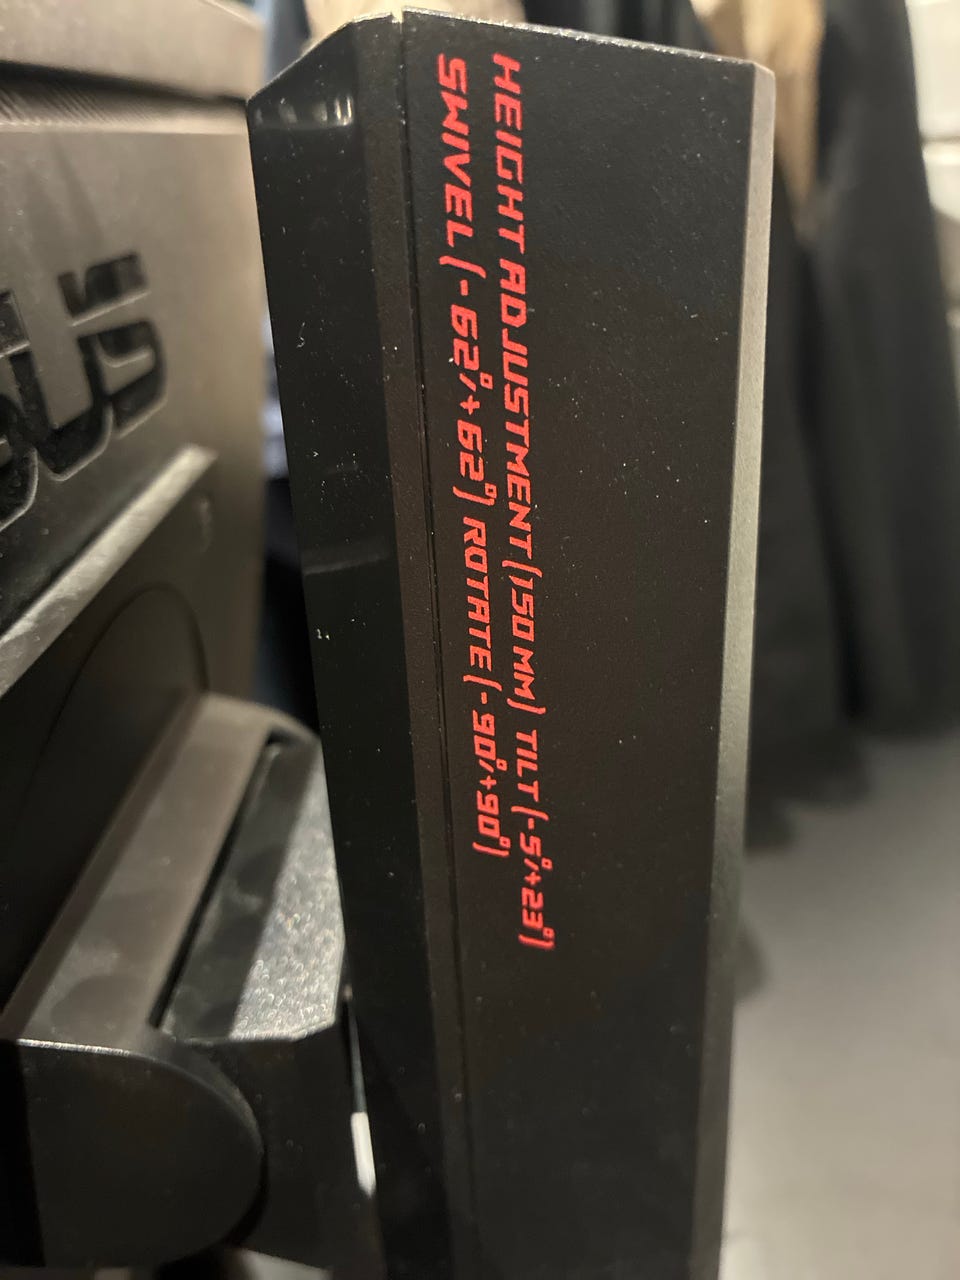 HEIGHT ADJUSTMENT (150 MM) TILT (-5°/+23°)
SWIVEL (- 62°/+ 62°) ROTATE (- 90°/+90°)